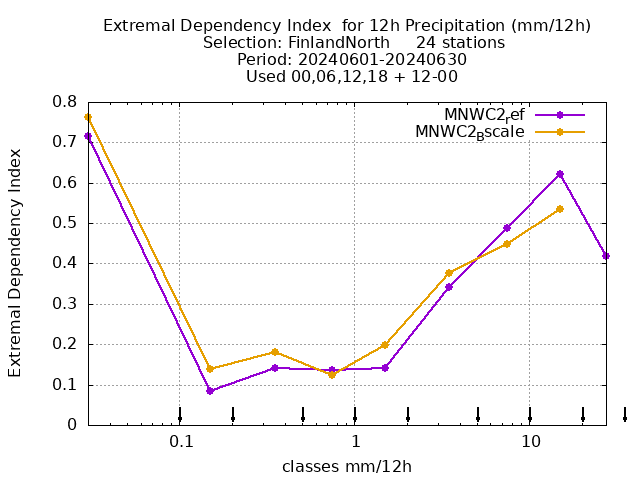 Extremal Dependency Index  for 12h Precipitation (mm/12h)
Selection: FinlandNorth     24 stations
Period: 20240601-20240630
Used 00,06,12,18 + 12-00
MNWC2_ref
MNWC2_Bscale
0.8
0.7
0.6
0.5
0.4
0.3
0.2
0.1
0
Extremal Dependency Index
0.1 1 10
classes mm/12h